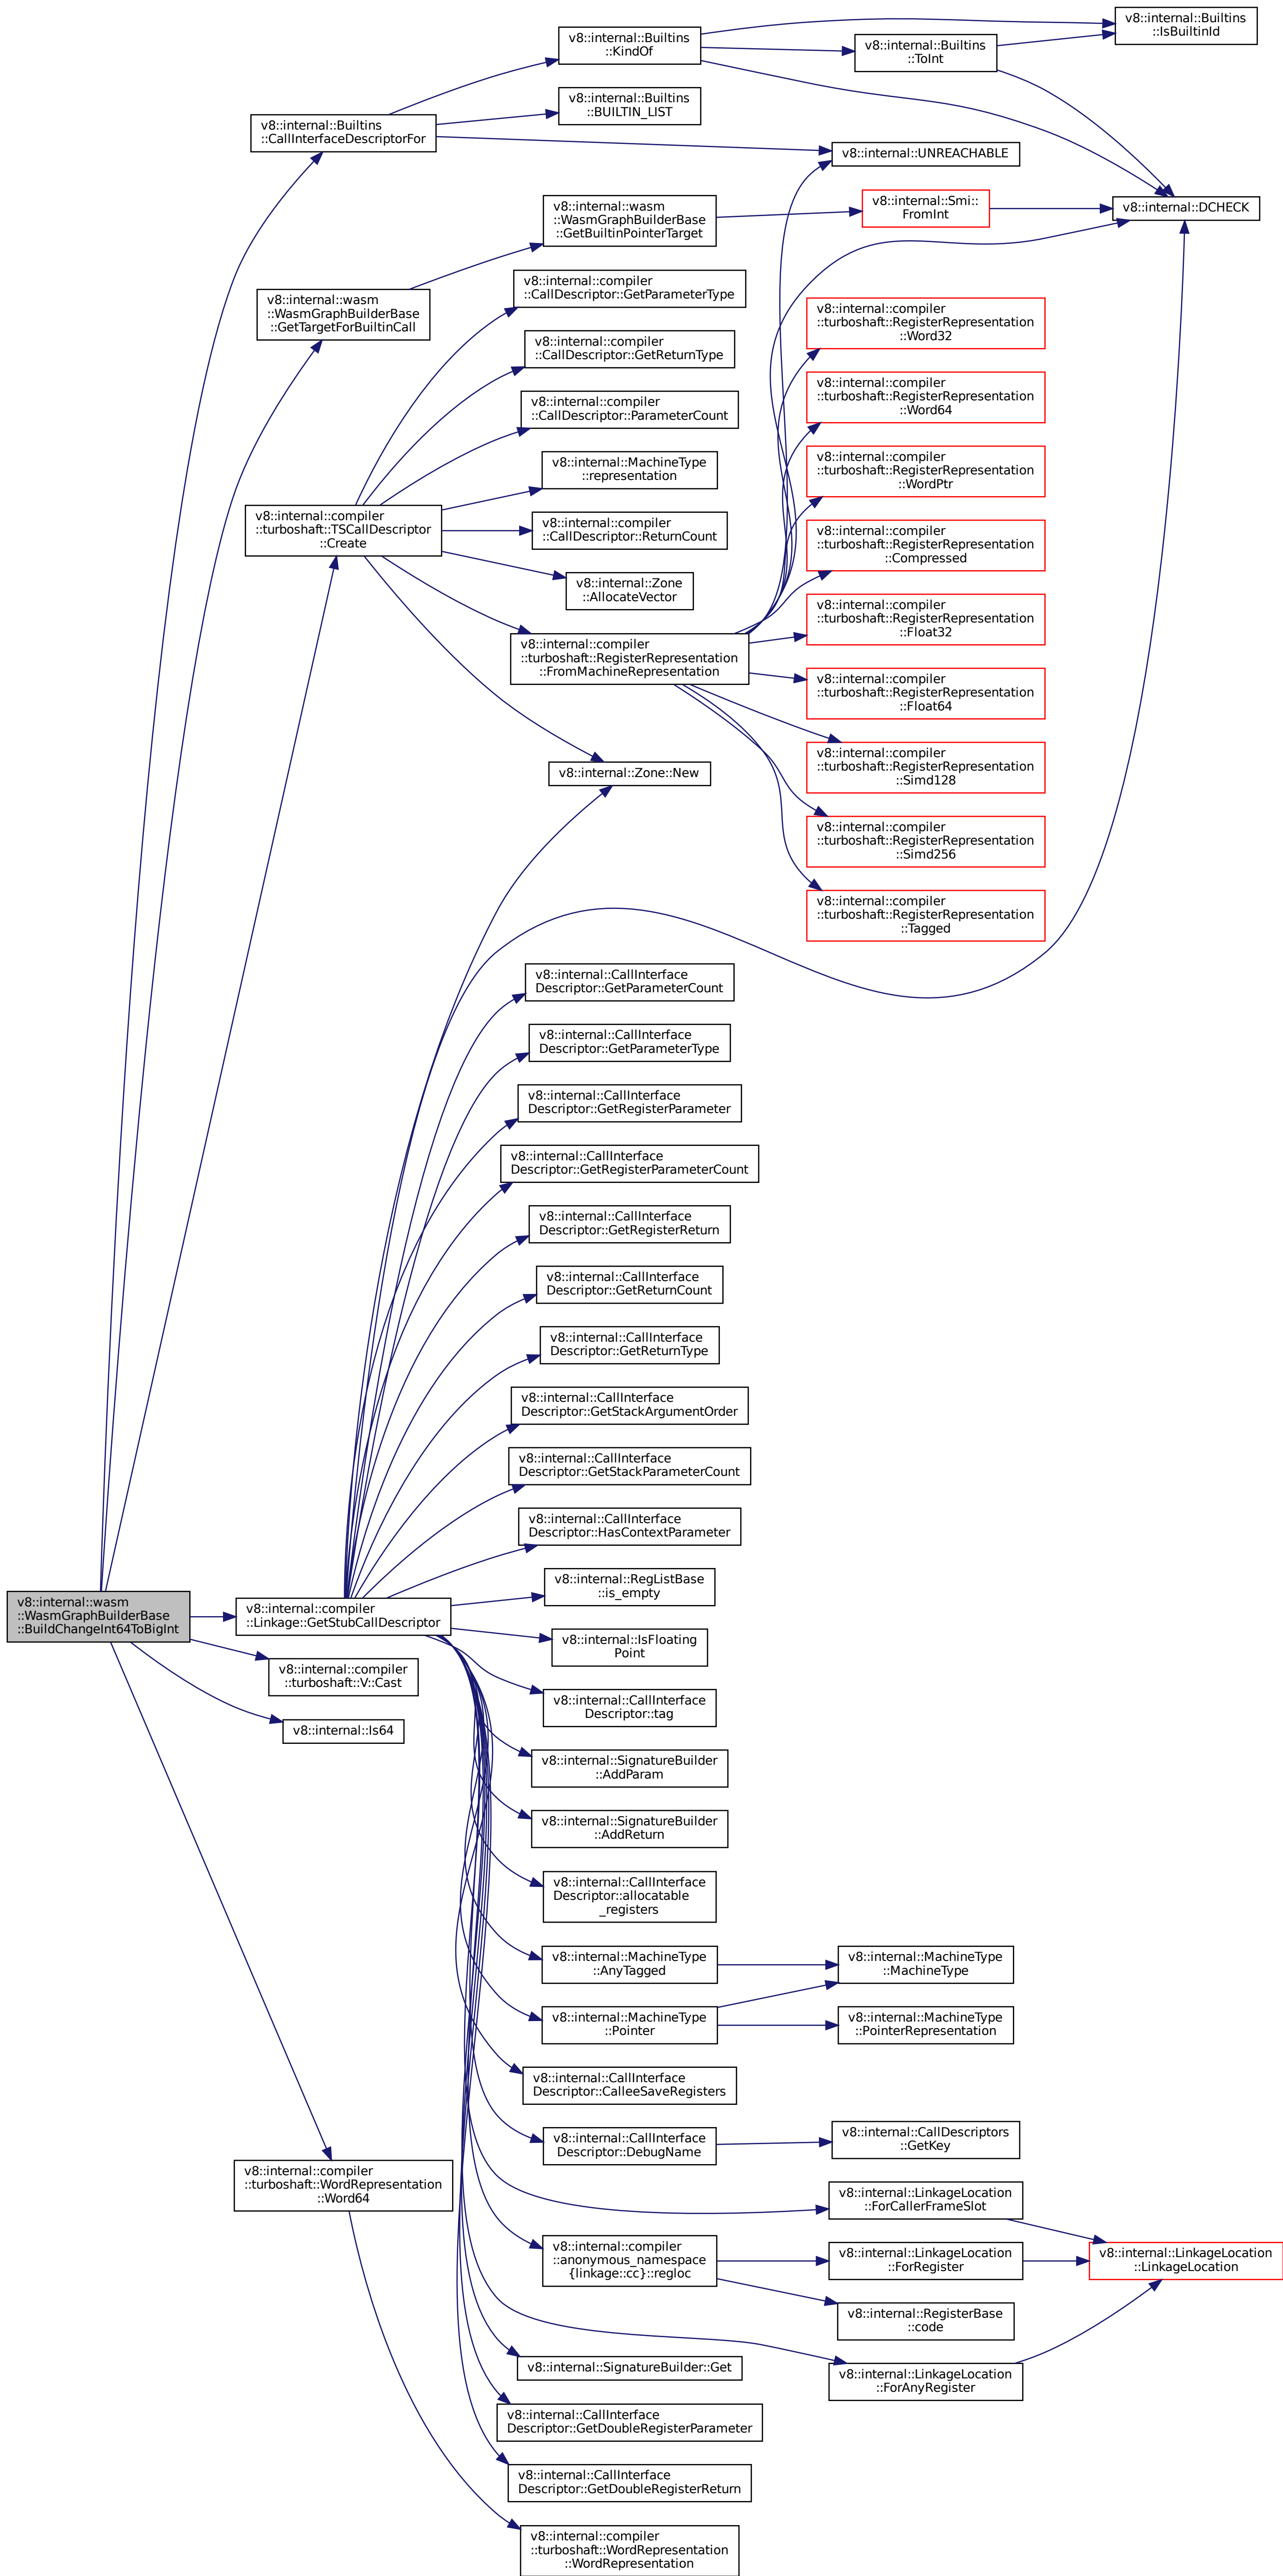 v8::internal::wasm
::WasmGraphBuilderBase
::BuildChangeInt64ToBigInt
v8::internal::Builtins
::CallInterfaceDescriptorFor
v8::internal::wasm
::WasmGraphBuilderBase
::GetTargetForBuiltinCall
v8::internal::compiler
::turboshaft::TSCallDescriptor
::Create
v8::internal::compiler
::Linkage::GetStubCallDescriptor
v8::internal::compiler
::turboshaft::V::Cast
v8::internal::Is64
v8::internal::compiler
::turboshaft::WordRepresentation
::Word64
v8::internal::Builtins
::KindOf
v8::internal::Builtins
::BUILTIN_LIST
v8::internal::wasm
::WasmGraphBuilderBase
::GetBuiltinPointerTarget
v8::internal::compiler
::CallDescriptor::GetParameterType
v8::internal::compiler
::CallDescriptor::GetReturnType
v8::internal::compiler
::CallDescriptor::ParameterCount
v8::internal::MachineType
::representation
v8::internal::compiler
::CallDescriptor::ReturnCount
v8::internal::Zone
::AllocateVector
v8::internal::compiler
::turboshaft::RegisterRepresentation
::FromMachineRepresentation
v8::internal::Zone::New
v8::internal::CallInterface
Descriptor::GetParameterCount
v8::internal::CallInterface
Descriptor::GetParameterType
v8::internal::CallInterface
Descriptor::GetRegisterParameter
v8::internal::CallInterface
Descriptor::GetRegisterParameterCount
v8::internal::CallInterface
Descriptor::GetRegisterReturn
v8::internal::CallInterface
Descriptor::GetReturnCount
v8::internal::CallInterface
Descriptor::GetReturnType
v8::internal::CallInterface
Descriptor::GetStackArgumentOrder
v8::internal::CallInterface
Descriptor::GetStackParameterCount
v8::internal::CallInterface
Descriptor::HasContextParameter
v8::internal::RegListBase
::is_empty
v8::internal::IsFloating
Point
v8::internal::CallInterface
Descriptor::tag
v8::internal::SignatureBuilder
::AddParam
v8::internal::SignatureBuilder
::AddReturn
v8::internal::CallInterface
Descriptor::allocatable
_registers
v8::internal::MachineType
::AnyTagged
v8::internal::MachineType
::Pointer
v8::internal::CallInterface
Descriptor::CalleeSaveRegisters
v8::internal::CallInterface
Descriptor::DebugName
v8::internal::compiler
::anonymous_namespace
{linkage::cc}::regloc
v8::internal::SignatureBuilder::Get
v8::internal::CallInterface
Descriptor::GetDoubleRegisterParameter
v8::internal::CallInterface
Descriptor::GetDoubleRegisterReturn
v8::internal::compiler
::turboshaft::WordRepresentation
::WordRepresentation
v8::internal::Builtins
::ToInt
v8::internal::UNREACHABLE
v8::internal::Smi::
FromInt
v8::internal::compiler
::turboshaft::RegisterRepresentation
::Word32
v8::internal::compiler
::turboshaft::RegisterRepresentation
::Word64
v8::internal::compiler
::turboshaft::RegisterRepresentation
::WordPtr
v8::internal::compiler
::turboshaft::RegisterRepresentation
::Compressed
v8::internal::compiler
::turboshaft::RegisterRepresentation
::Float32
v8::internal::compiler
::turboshaft::RegisterRepresentation
::Float64
v8::internal::compiler
::turboshaft::RegisterRepresentation
::Simd128
v8::internal::compiler
::turboshaft::RegisterRepresentation
::Simd256
v8::internal::compiler
::turboshaft::RegisterRepresentation
::Tagged
v8::internal::MachineType
::MachineType
v8::internal::MachineType
::PointerRepresentation
v8::internal::CallDescriptors
::GetKey
v8::internal::LinkageLocation
::ForCallerFrameSlot
v8::internal::LinkageLocation
::ForRegister
v8::internal::RegisterBase
::code
v8::internal::LinkageLocation
::ForAnyRegister
v8::internal::Builtins
::IsBuiltinId
v8::internal::DCHECK
v8::internal::LinkageLocation
::LinkageLocation